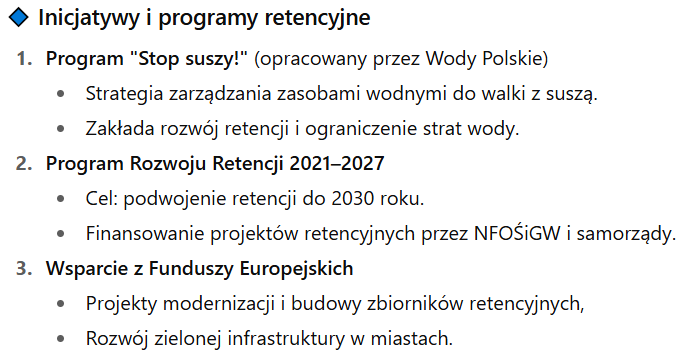 Inicjatywy i programy retencyjne
1. Program "Stop suszy!" (opracowany przez Wody Polskie)
• Strategia zarządzania zasobami wodnymi do walki z suszą.
• Zakłada rozwój retencji i ograniczenie strat wody.
2. Program Rozwoju Retencji 2021–2027
• Cel: podwojenie retencji do 2030 roku.
• Finansowanie projektów retencyjnych przez NFOŚiGW i samorządy.
3. Wsparcie z Funduszy Europejskich
• Projekty modernizacji i budowy zbiorników retencyjnych,
• Rozwój zielonej infrastruktury w miastach.